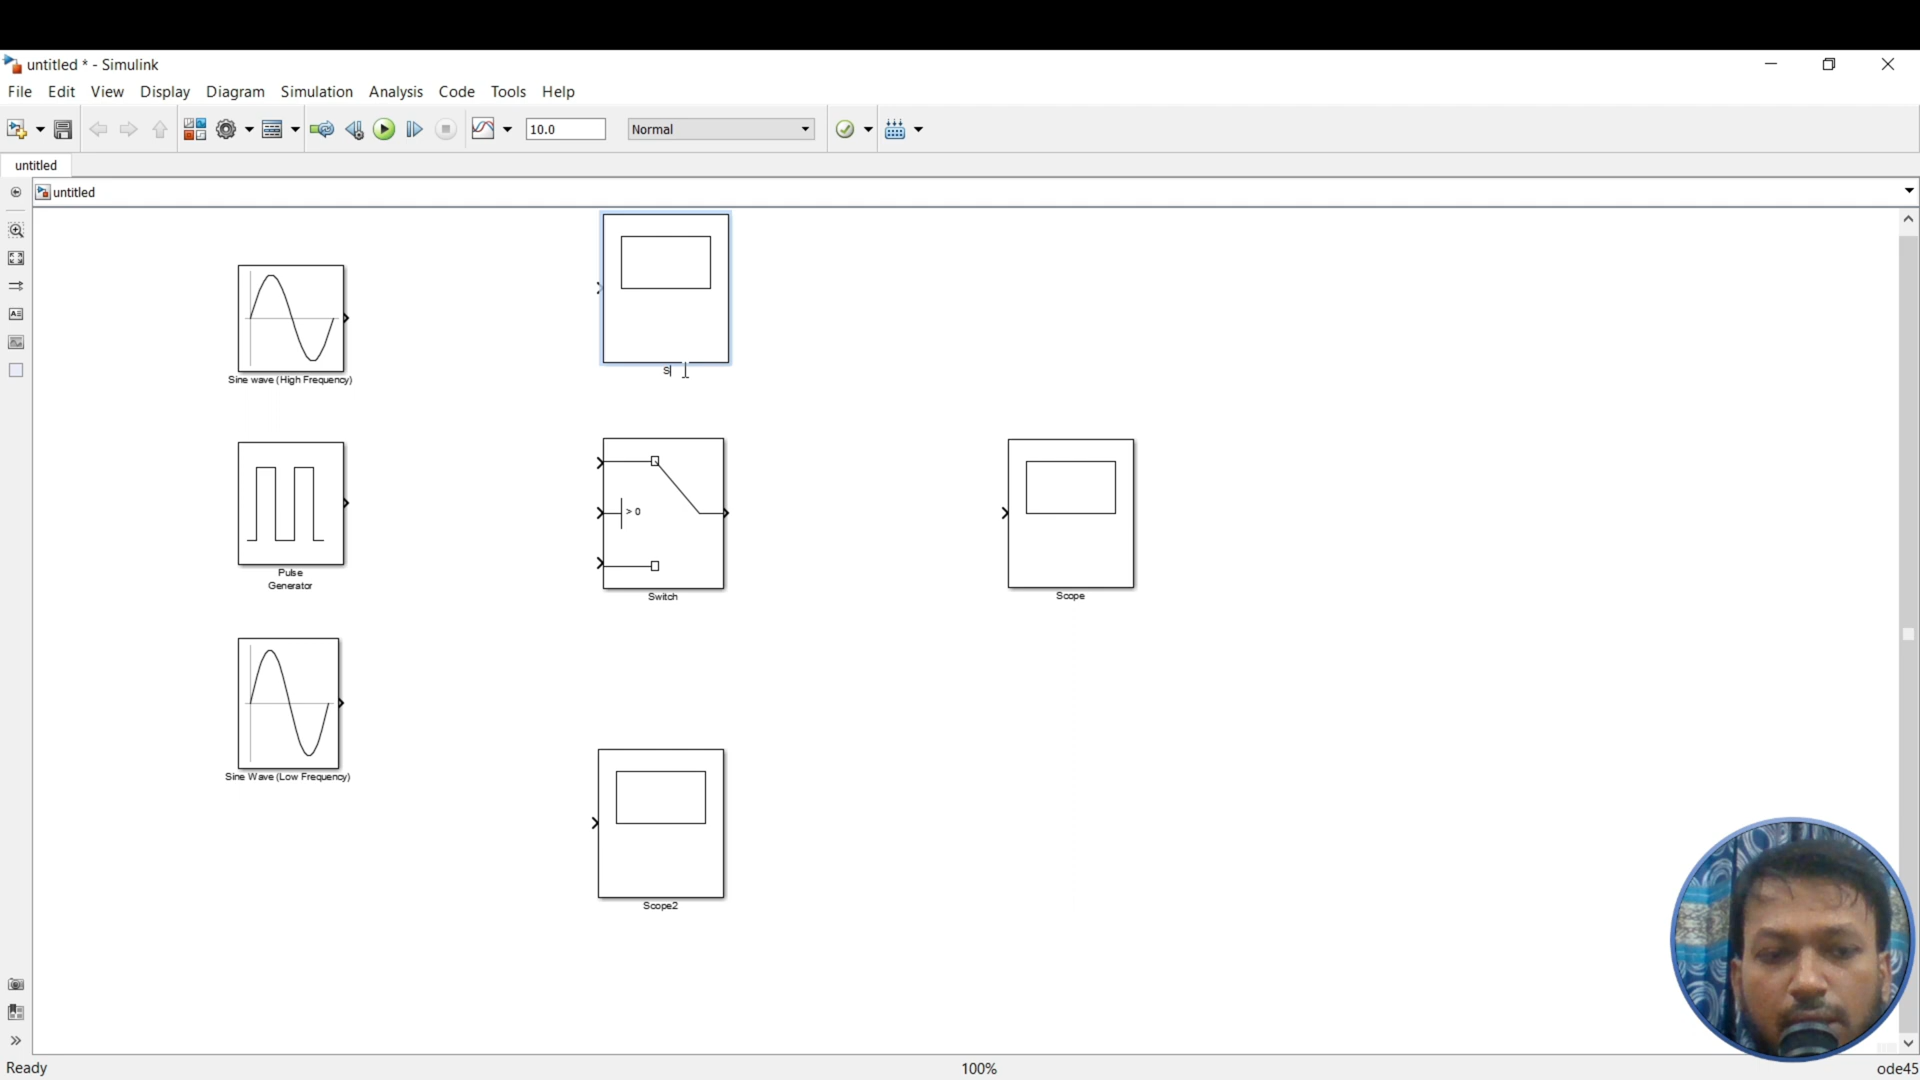 untitled * - Simulink
File Edit View Display Diagram Simulation Analysis Code Tools Help
10.0 Normal
untitled
untitled
Sine wave (High Frequency)
S
Pulse
Generator
> 0
Switch
Scope
Sine Wave (Low Frequency)
Scope2
Ready 100% ode45